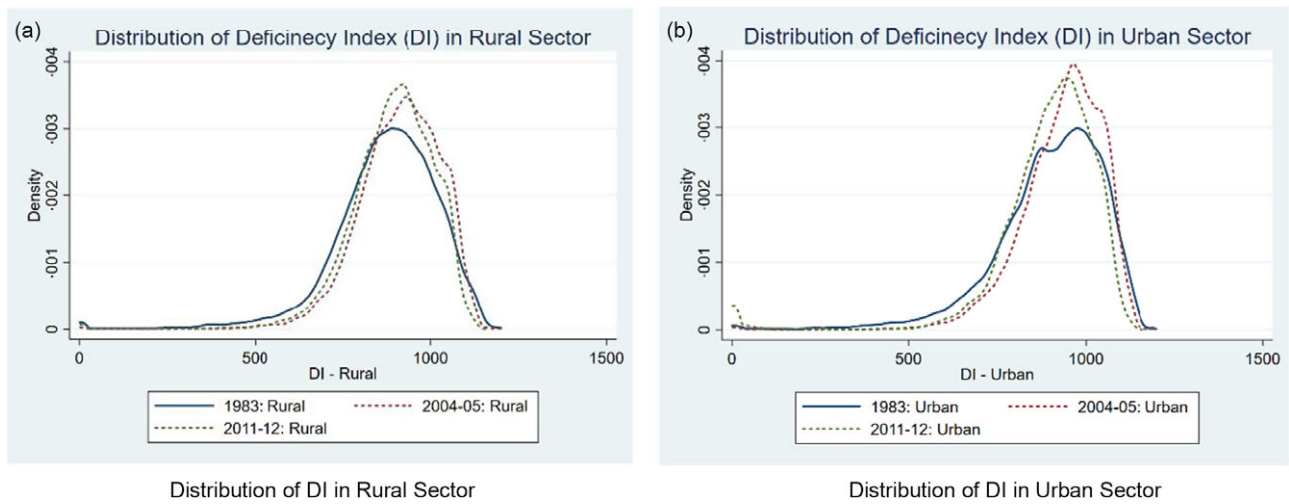 (a)
Distribution of Deficinecy Index (DI) in Rural Sector
-004
-003
-002
-001
0
Density
0 500 1000 1500
DI - Rural
1983: Rural 2004-05: Rural
2011-12: Rural
Distribution of DI in Rural Sector
(b)
Distribution of Deficinecy Index (DI) in Urban Sector
-004
-003
-002
-001
0
Density
0 500 1000 1500
DI - Urban
1983: Urban 2004-05: Urban
2011-12: Urban
Distribution of DI in Urban Sector